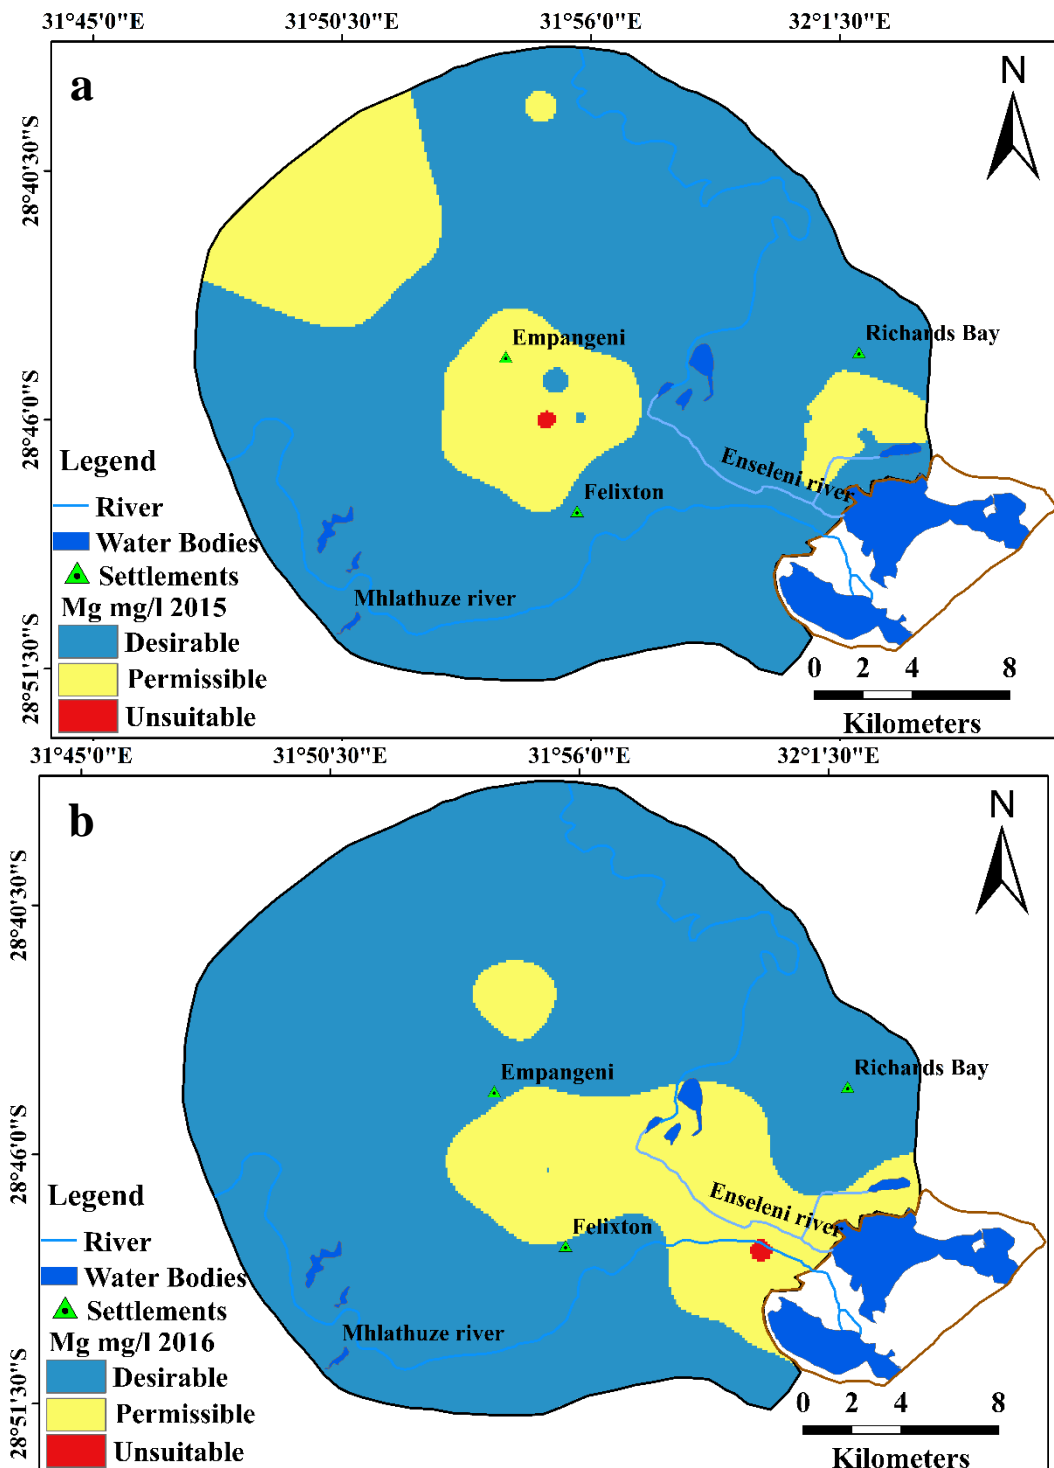 31°45'0"E 31°50'30"E 31°56'0"E 32°1'30"E
a
N
28°40'30"S
Empangeni
Richards Bay
28°46'0"S
Legend
Enseleni river
Felixton
River
Water Bodies
Settlements
Mhlathuze river
Mg mg/l 2015
Desirable
Permissible
Unsuitable
28°51'30"S
0 2 4 8
Kilometers
31°45'0"E 31°50'30"E 31°56'0"E 32°1'30"E
b
N
28°40'30"S
Empangeni
Richards Bay
28°46'0"S
Legend
Enseleni river
Felixton
River
Water Bodies
Settlements
Mhlathuze river
Mg mg/l 2016
Desirable
Permissible
Unsuitable
28°51'30"S
0 2 4 8
Kilometers